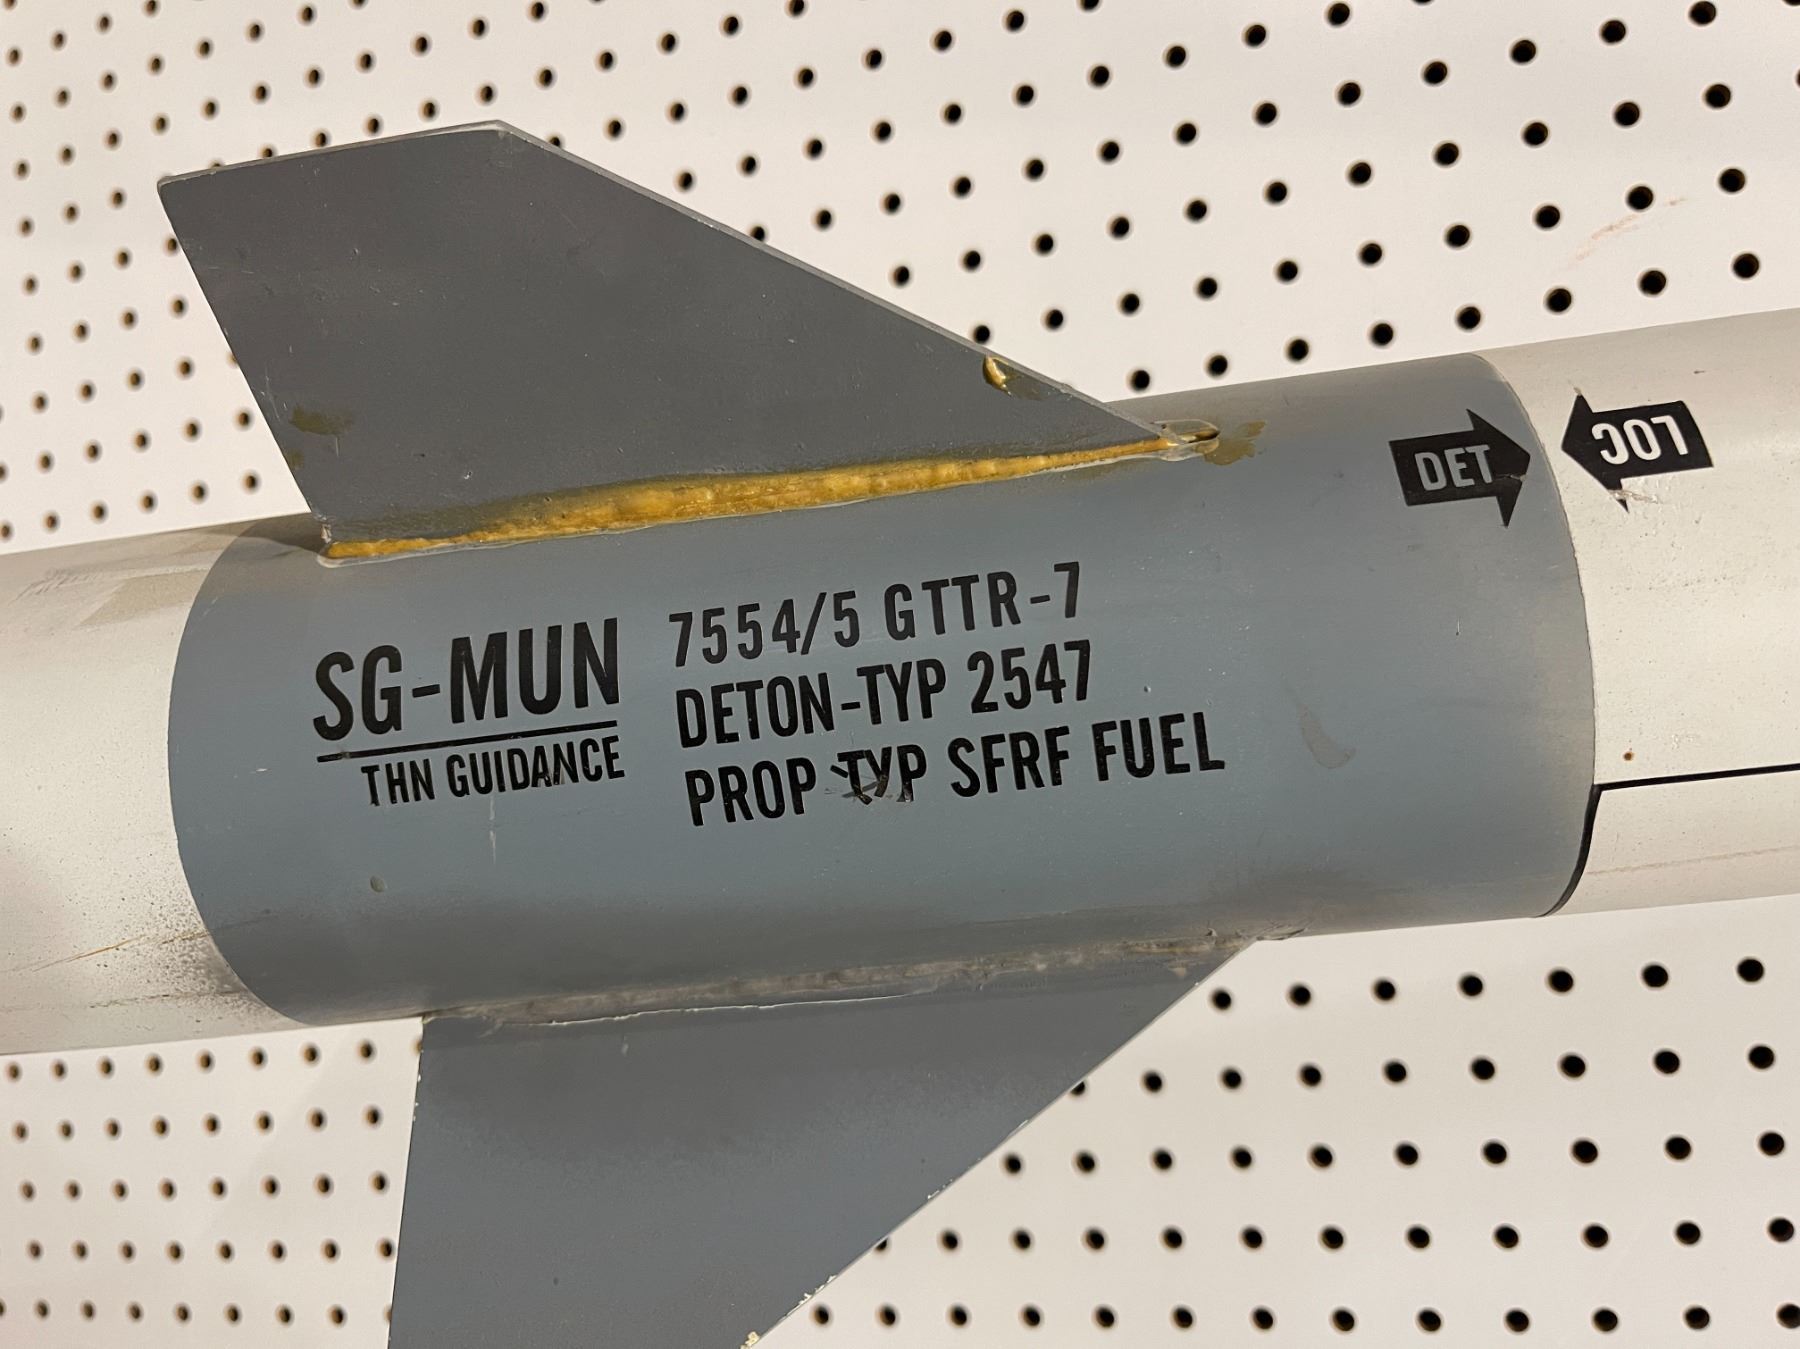 SG-MUN
THN GUIDANCE
7554/5 GTTR-7
DETON-TYP 2547
PROP TYP SFRF FUEL
DET
LOC